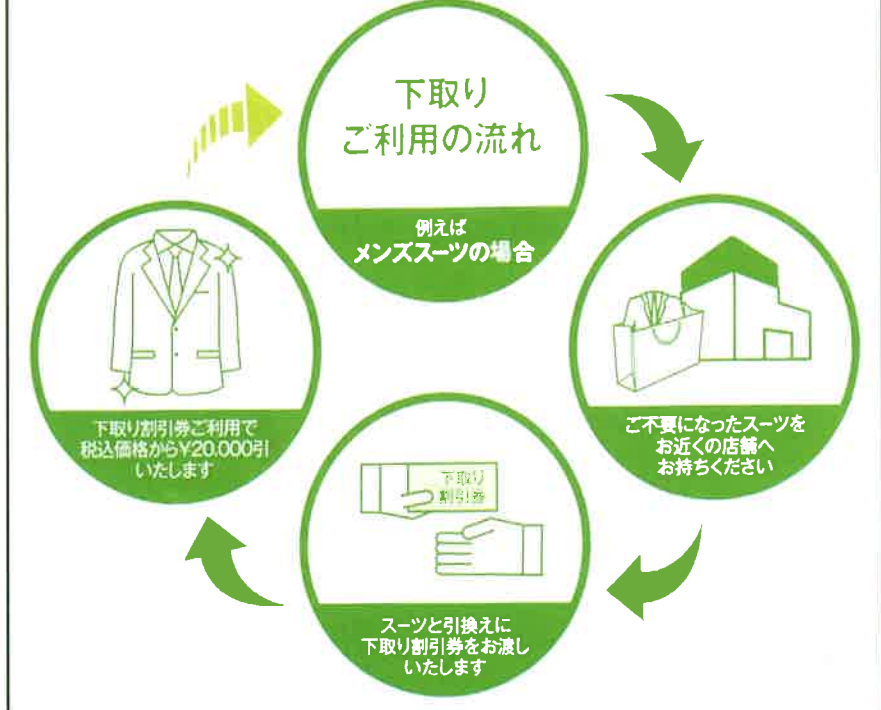 下取り
ご利用の流れ
例えば
メンズスーツの場合
ご不要になったスーツを
お近くの店舗へ
お持ちください
下取り
割引券
スーツと引換えに
下取り割引券をお渡し
いたします
下取り割引券ご利用で
税込価格から¥20.000引
いたします